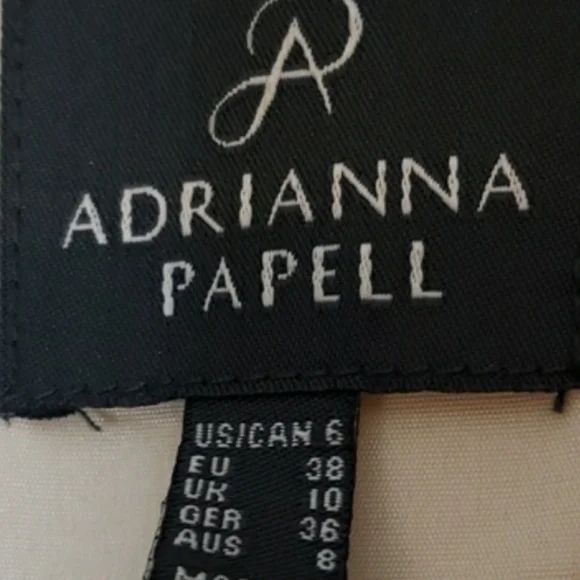 AP
ADRIANNA
PAPELL
US/CAN 6
EU 38
UK 10
GER 36
AUS 8